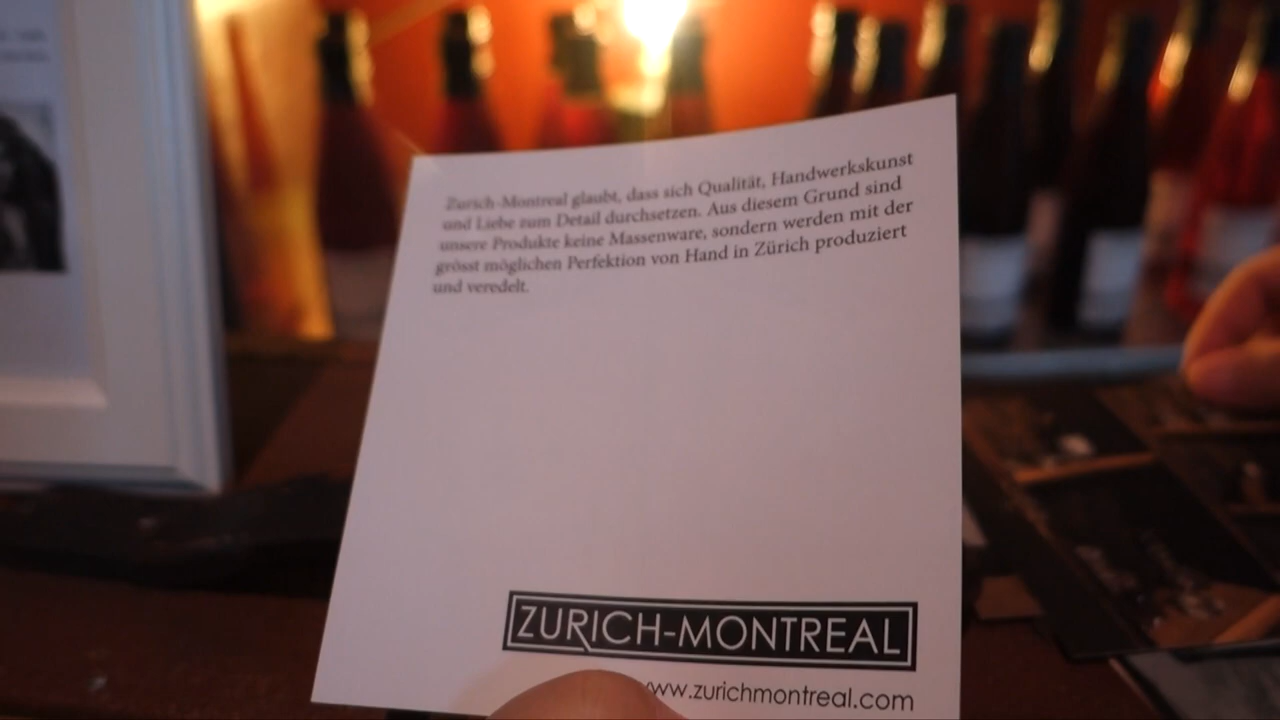 Zurich-Montreal glaubt, dass sich Qualität, Handwerkskunst
und Liebe zum Detail durchsetzen. Aus diesem Grund sind
unsere Produkte keine Massenware, sondern werden mit der
grösst möglichen Perfektion von Hand in Zürich produziert
und veredelt.
ZURICH-MONTREAL
www.zurichmontreal.com